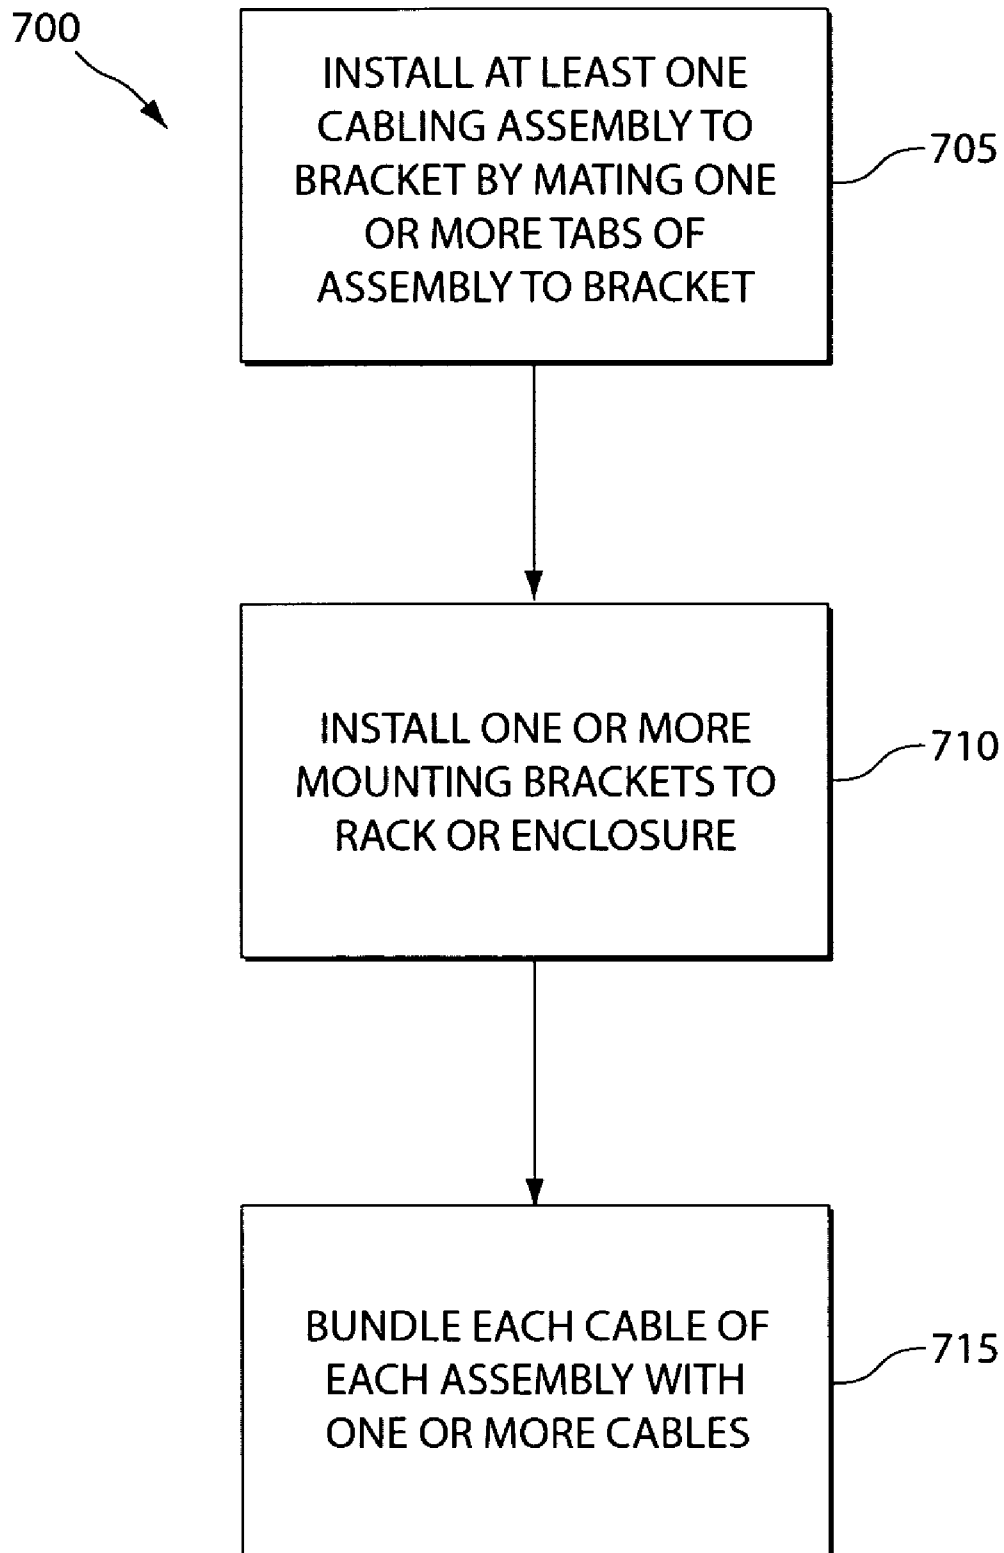 700
INSTALL AT LEAST ONE
CABLING ASSEMBLY TO
BRACKET BY MATING ONE
OR MORE TABS OF
ASSEMBLY TO BRACKET
705
INSTALL ONE OR MORE
MOUNTING BRACKETS TO
RACK OR ENCLOSURE
710
BUNDLE EACH CABLE OF
EACH ASSEMBLY WITH
ONE OR MORE CABLES
715